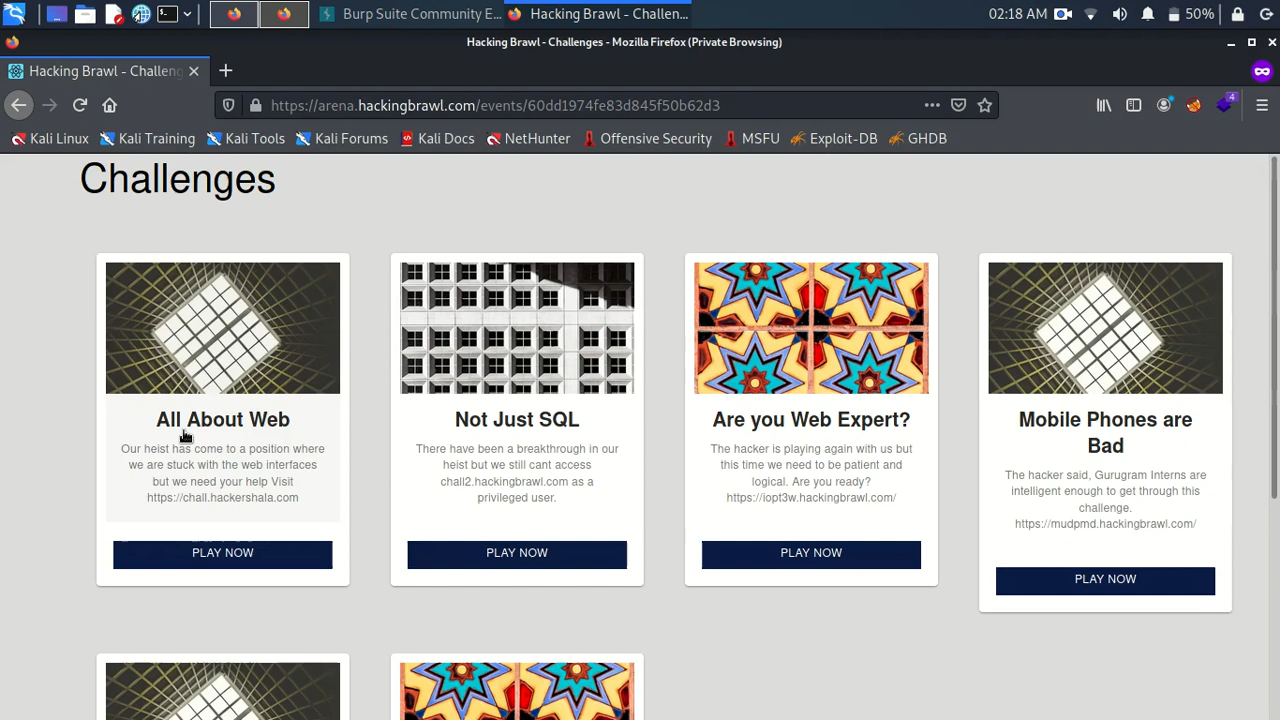 Burp Suite Community E...
Hacking Brawl - Challen...
02:18 AM
50%
Hacking Brawl - Challenges - Mozilla Firefox (Private Browsing)
Hacking Brawl - Challeng
https://arena.hackingbrawl.com/events/60dd1974fe83d845f50b62d3
4
Kali Linux
Kali Training
Kali Tools
Kali Forums
Kali Docs
NetHunter
Offensive Security
MSFU
Exploit-DB
GHDB
Challenges
All About Web
Our heist has come to a position where
we are stuck with the web interfaces
but we need your help Visit
https://chall.hackershala.com
PLAY NOW
Not Just SQL
There have been a breakthrough in our
heist but we still cant access
chall2.hackingbrawl.com as a
privileged user.
PLAY NOW
Are you Web Expert?
The hacker is playing again with us but
this time we need to be patient and
logical. Are you ready?
https://iopt3w.hackingbrawl.com/
PLAY NOW
Mobile Phones are
Bad
The hacker said, Gurugram Interns are
intelligent enough to get through this
challenge.
https://mudpmd.hackingbrawl.com/
PLAY NOW